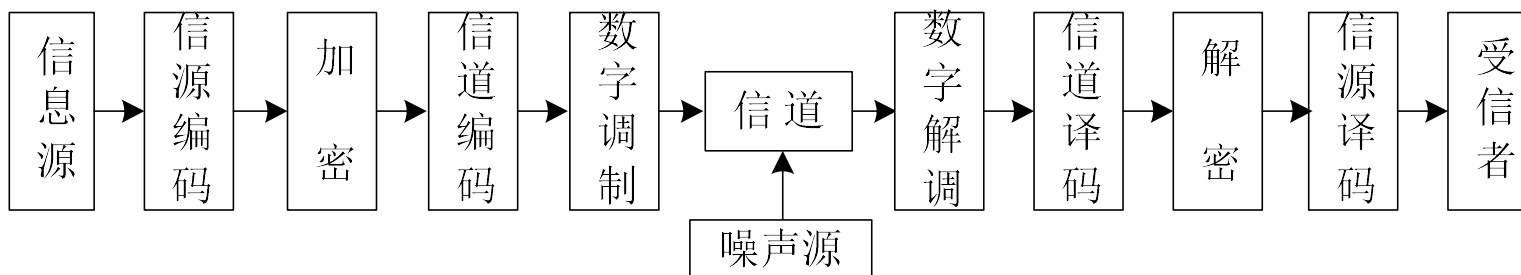 信息源
信源编码
加密
信道编码
数字调制
信道
噪声源
数字解调
信道译码
解密
信源译码
受信者